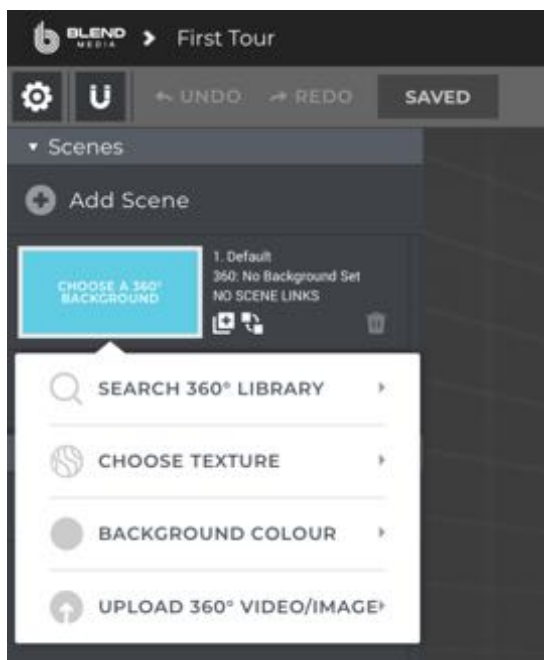 BLEND
MEDIA
First Tour
UNDO
REDO
SAVED
Scenes
Add Scene
CHOOSE A 360°
BACKGROUND
1. Default
360: No Background Set
NO SCENE LINKS
SEARCH 360° LIBRARY
CHOOSE TEXTURE
BACKGROUND COLOUR
UPLOAD 360° VIDEO/IMAGE